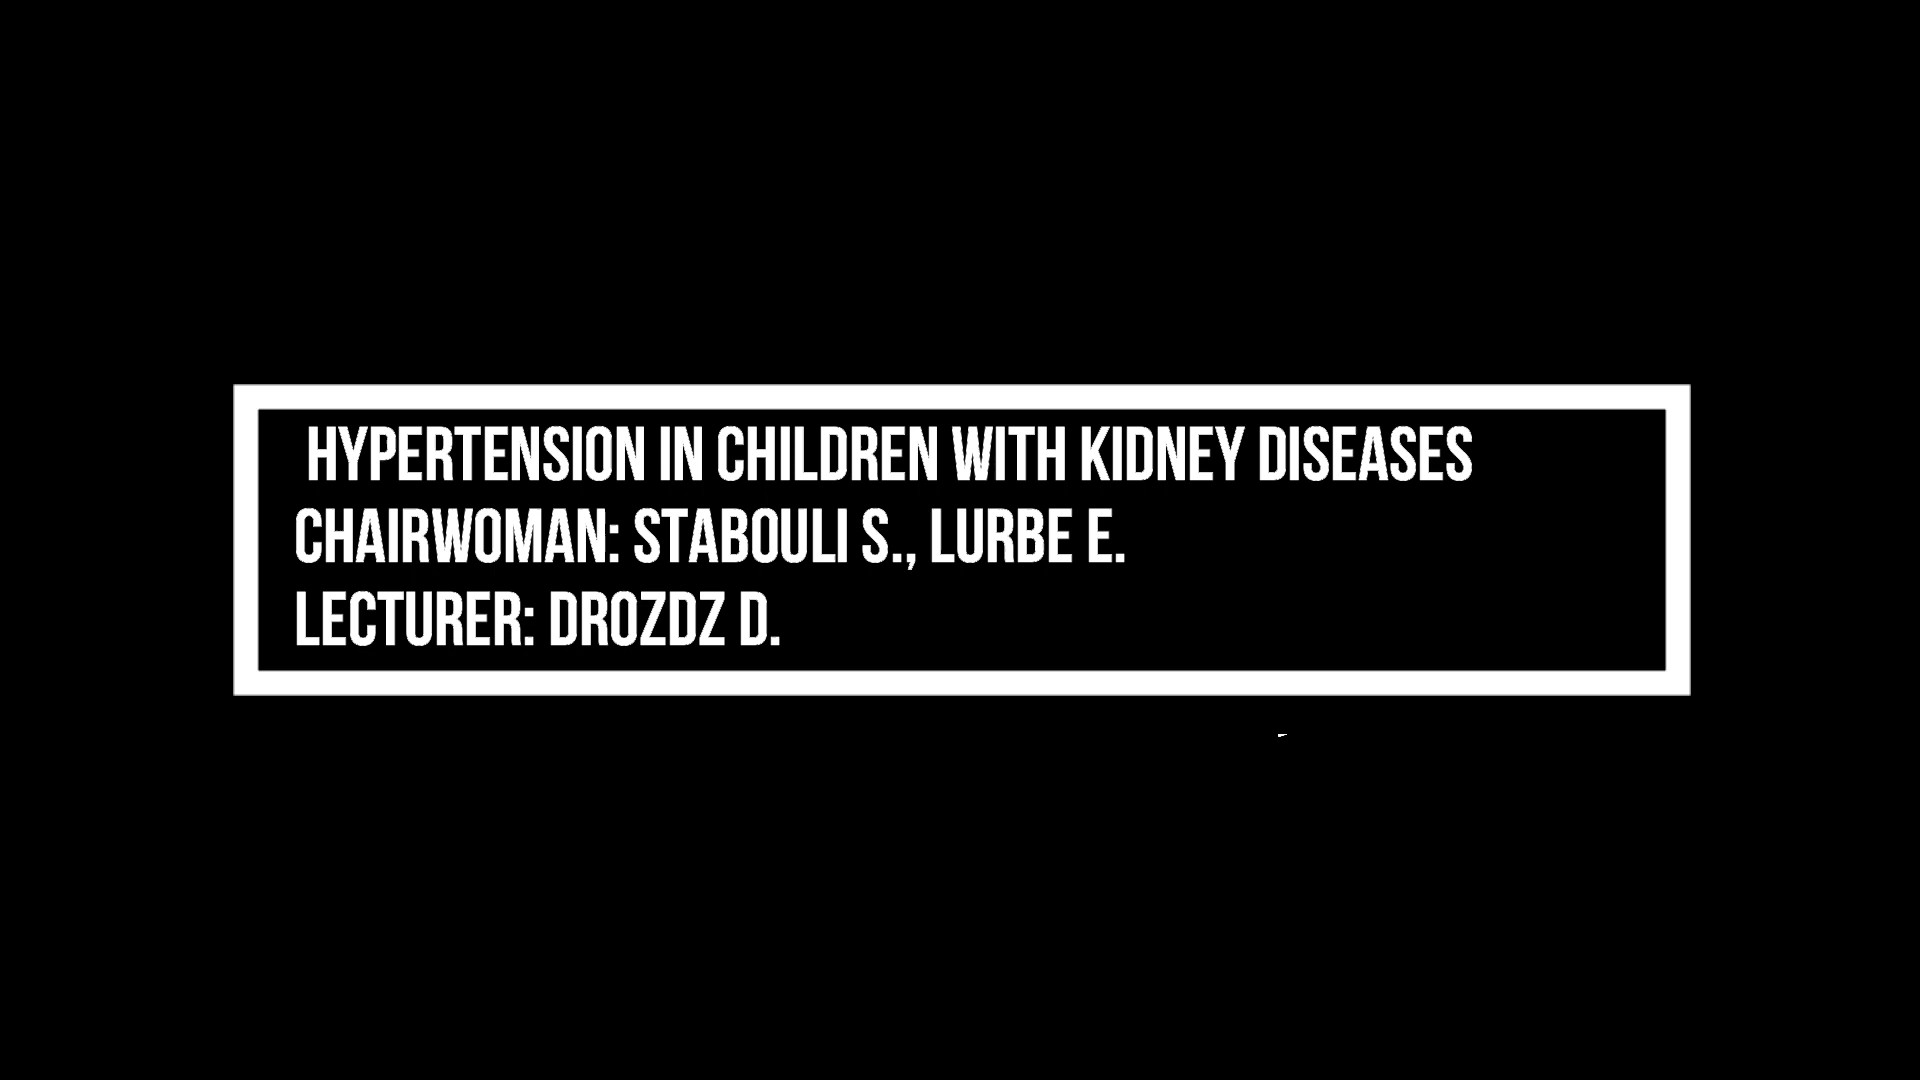 HYPERTENSION IN CHILDREN WITH KIDNEY DISEASES
CHAIRWOMAN: STABOULI S., LURBE E.
LECTURER: DROZDZ D.